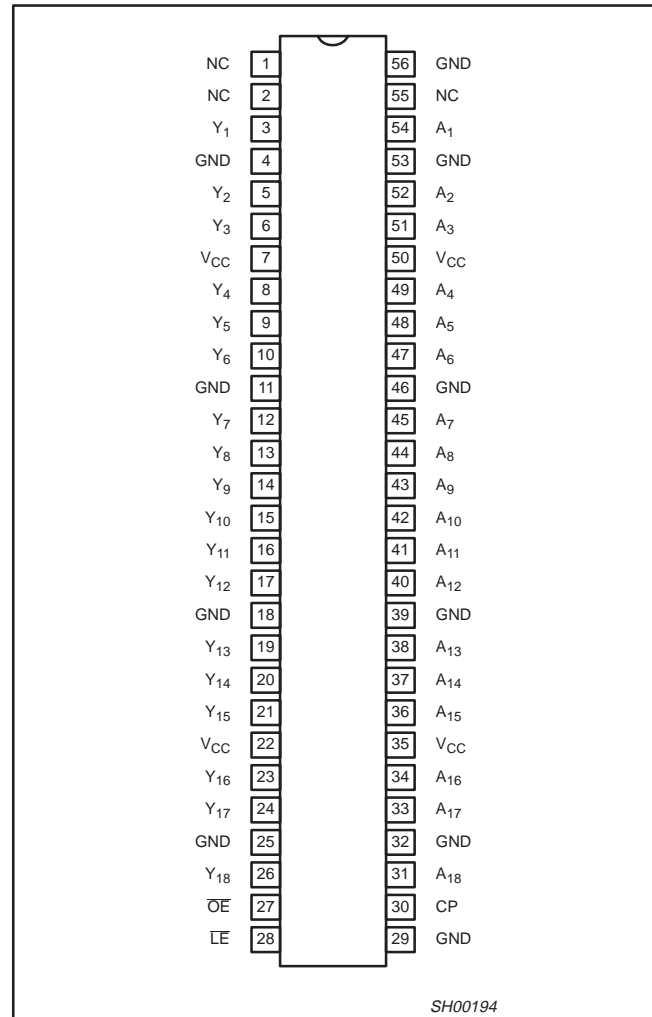 NC 1 56 GND
NC 2 55 NC
Y1 3 54 A1
GND 4 53 GND
Y2 5 52 A2
Y3 6 51 A3
VCC 7 50 VCC
Y4 8 49 A4
Y5 9 48 A5
Y6 10 47 A6
GND 11 46 GND
Y7 12 45 A7
Y8 13 44 A8
Y9 14 43 A9
Y10 15 42 A10
Y11 16 41 A11
Y12 17 40 A12
GND 18 39 GND
Y13 19 38 A13
Y14 20 37 A14
Y15 21 36 A15
VCC 22 35 VCC
Y16 23 34 A16
Y17 24 33 A17
GND 25 32 GND
Y18 26 31 A18
O̅E̅ 27 30 CP
L̅E̅ 28 29 GND
SH00194